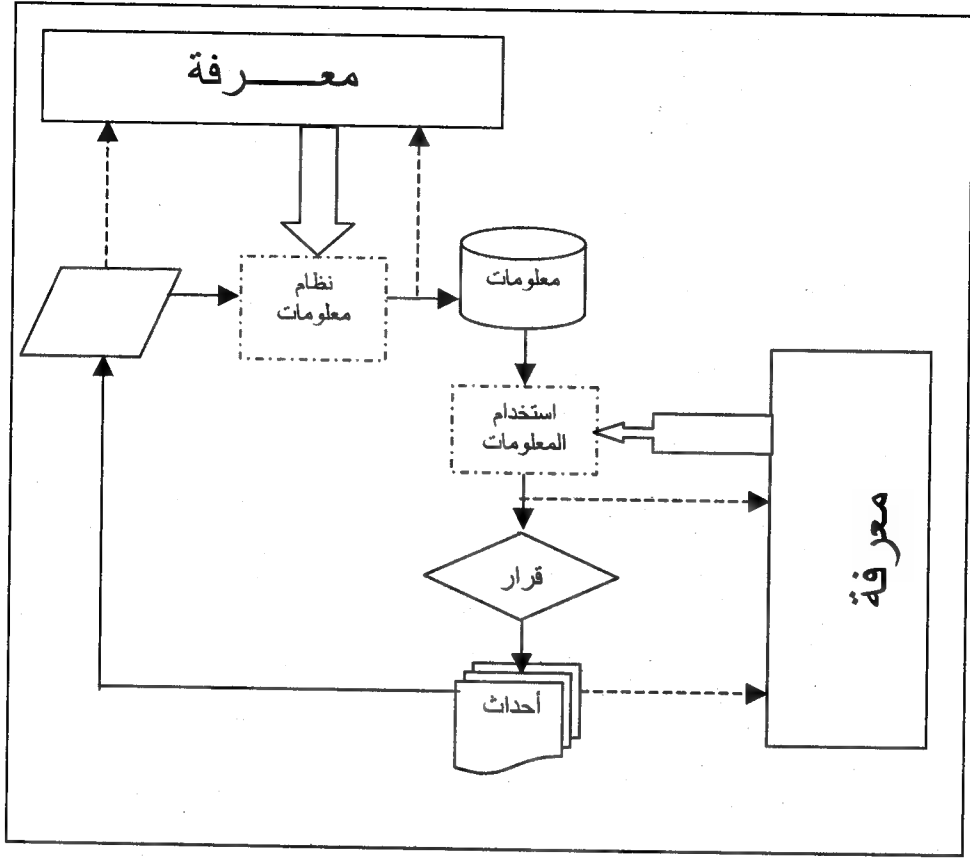 معـــــرفة
نظام
معلومات
معلومات
استخدام
المعلومات
معرفة
قرار
أحداث